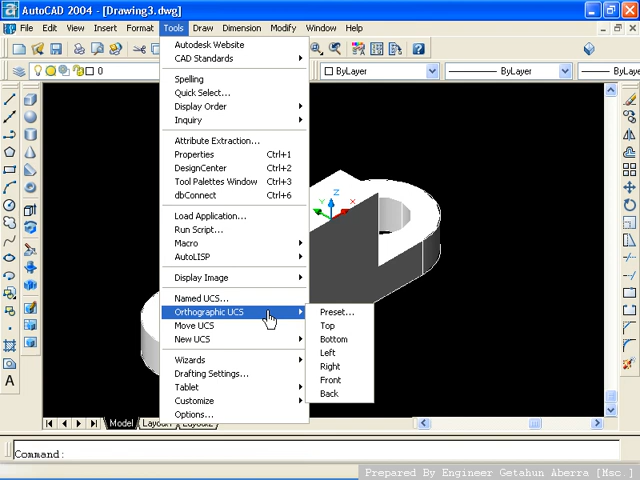 AutoCAD 2004 - [Drawing3.dwg]
File Edit View Insert Format Tools Draw Dimension Modify Window Help
0 ByLayer ByLayer ByLay
Autodesk Website
CAD Standards
Spelling
Quick Select...
Display Order
Inquiry
Attribute Extraction...
Properties Ctrl+1
DesignCenter Ctrl+2
Tool Palettes Window Ctrl+3
dbConnect Ctrl+6
Load Application...
Run Script...
Macro
AutoLISP
Display Image
Named UCS...
Orthographic UCS
Move UCS
New UCS
Wizards
Drafting Settings...
Tablet
Customize
Options...
Preset...
Top
Bottom
Left
Right
Front
Back
Z
Y X
A
Model Layout1 Layout2
Command:
Prepared By Engineer Getahun Aberra [Msc.]